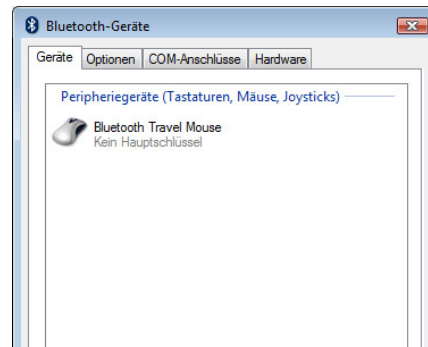 Bluetooth-Geräte
Geräte Optionen COM-Anschlüsse Hardware
Peripheriegeräte (Tastaturen, Mäuse, Joysticks)
Bluetooth Travel Mouse
Kein Hauptschlüssel